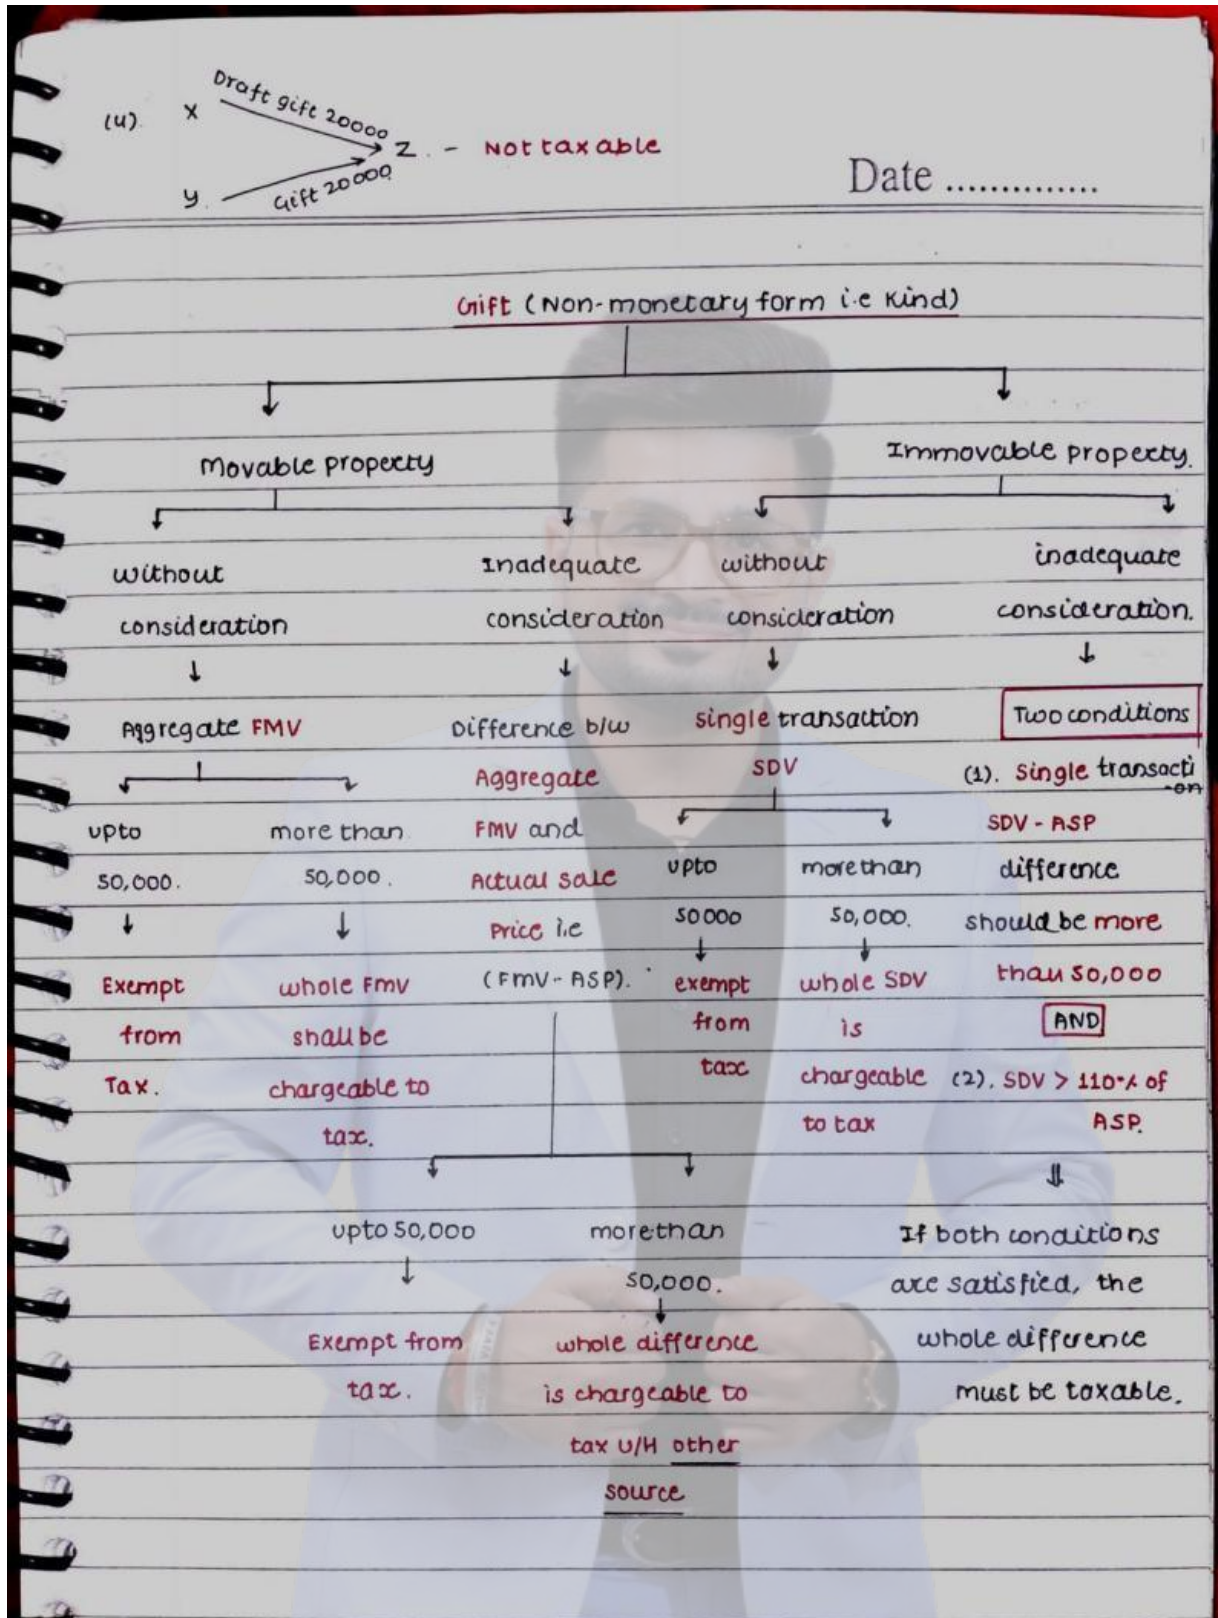 (4). X Draft gift 20000
Z. - Not taxable
y. Gift 20000
Date ..............
Gift (Non-monetary form i.e Kind)
Movable property
Immovable property.
without
consideration
Aggregate FMV
upto
50,000.
Exempt
from
Tax.
more than
50,000.
whole FMV
shall be
chargeable to
tax.
Inadequate
consideration
Difference b/w
Aggregate
FMV and
Actual sale
Price i.e
(FMV - ASP).
upto 50,000
Exempt from
tax.
more than
50,000.
whole difference
is chargeable to
tax U/H other
source
without
consideration
single transaction
SDV
upto
50000
exempt
from
tax
more than
50,000.
whole SDV
is
chargeable
to tax
inadequate
consideration.
Two conditions
(1). Single transacti
-on
SDV - ASP
difference
should be more
than 50,000
AND
(2). SDV > 110% of
ASP.
If both conditions
are satisfied, the
whole difference
must be taxable.